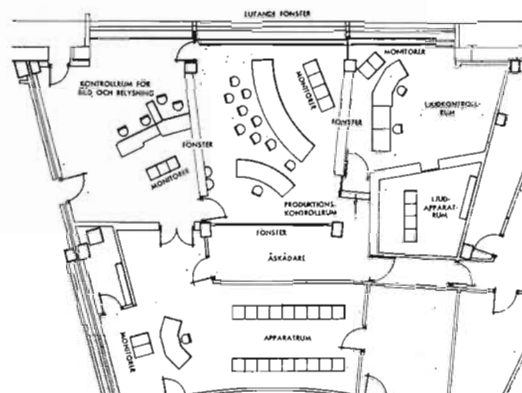 LUTANDE FÖNSTER
MONITORER
KONTROLLRUM FÖR
BILD OCH BELYSNING
MONITORER
LJUDKONTROLL-
RUM
FÖNSTER
FÖNSTER
MONITORER
PRODUKTIONS-
KONTROLLRUM
LJUD-
APPARAT-
RUM
FÖNSTER
ÅSKÅDARE
MONITORER
APPARATRUM